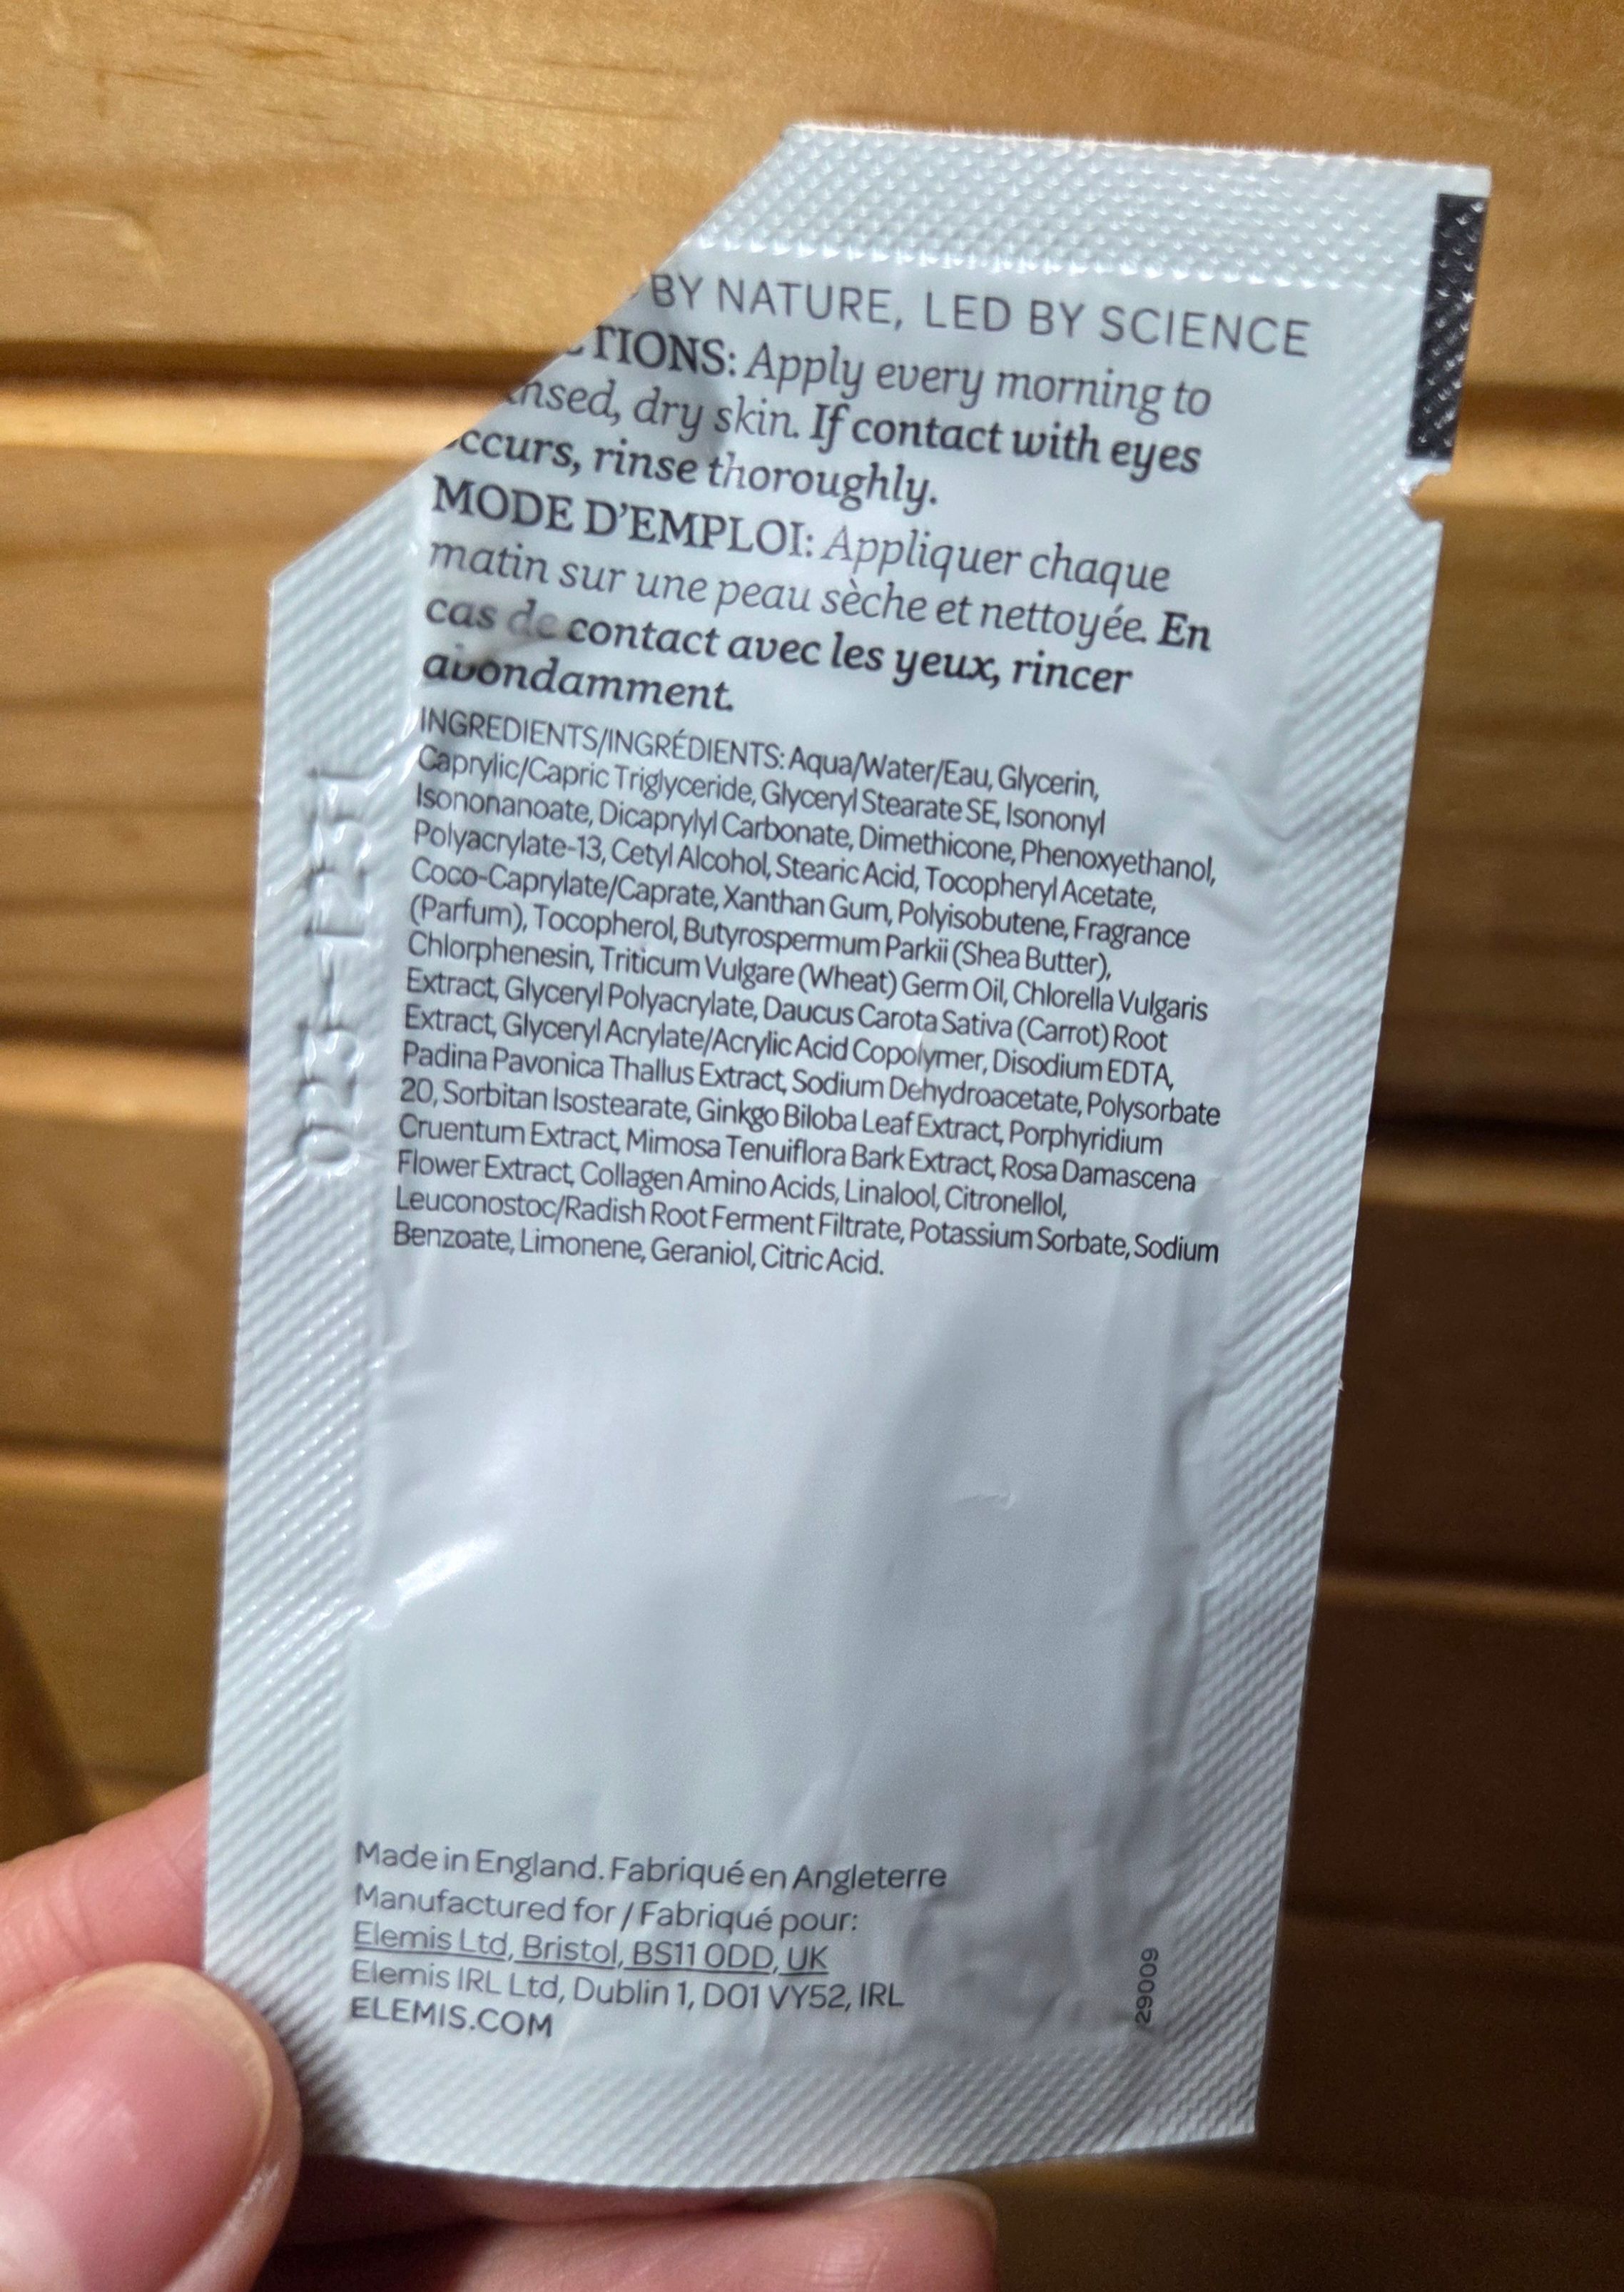 BY NATURE, LED BY SCIENCE
TIONS: Apply every morning to
nsed, dry skin. If contact with eyes
ccurs, rinse thoroughly.
MODE D'EMPLOI: Appliquer chaque
matin sur une peau sèche et nettoyée. En
cas de contact avec les yeux, rincer
abondamment.
INGREDIENTS/INGRÉDIENTS: Aqua/Water/Eau, Glycerin,
Caprylic/Capric Triglyceride, Glyceryl Stearate SE, Isononyl
Isononanoate, Dicaprylyl Carbonate, Dimethicone, Phenoxyethanol,
Polyacrylate-13, Cetyl Alcohol, Stearic Acid, Tocopheryl Acetate,
Coco-Caprylate/Caprate, Xanthan Gum, Polyisobutene, Fragrance
(Parfum), Tocopherol, Butyrospermum Parkii (Shea Butter),
Chlorphenesin, Triticum Vulgare (Wheat) Germ Oil, Chlorella Vulgaris
Extract, Glyceryl Polyacrylate, Daucus Carota Sativa (Carrot) Root
Extract, Glyceryl Acrylate/Acrylic Acid Copolymer, Disodium EDTA,
Padina Pavonica Thallus Extract, Sodium Dehydroacetate, Polysorbate
20, Sorbitan Isostearate, Ginkgo Biloba Leaf Extract, Porphyridium
Cruentum Extract, Mimosa Tenuiflora Bark Extract, Rosa Damascena
Flower Extract, Collagen Amino Acids, Linalool, Citronellol,
Leuconostoc/Radish Root Ferment Filtrate, Potassium Sorbate, Sodium
Benzoate, Limonene, Geraniol, Citric Acid.
Made in England. Fabriqué en Angleterre
Manufactured for / Fabriqué pour:
Elemis Ltd, Bristol, BS11 0DD, UK
Elemis IRL Ltd, Dublin 1, D01 VY52, IRL
ELEMIS.COM
29009